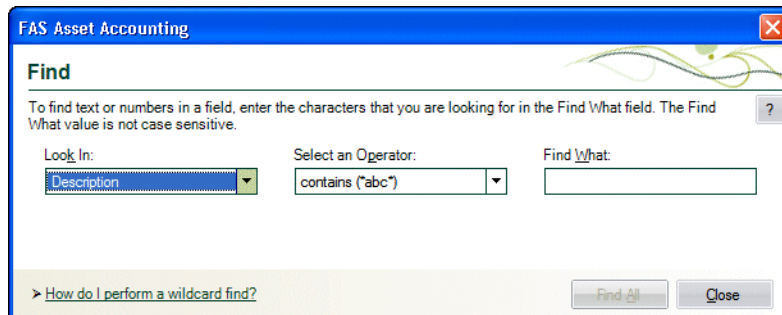 FAS Asset Accounting
Find
To find text or numbers in a field, enter the characters that you are looking for in the Find What field. The Find
What value is not case sensitive.
?
Look In:
Select an Operator:
Find What:
Description
contains ("abc")
How do I perform a wildcard find?
Find All
Close